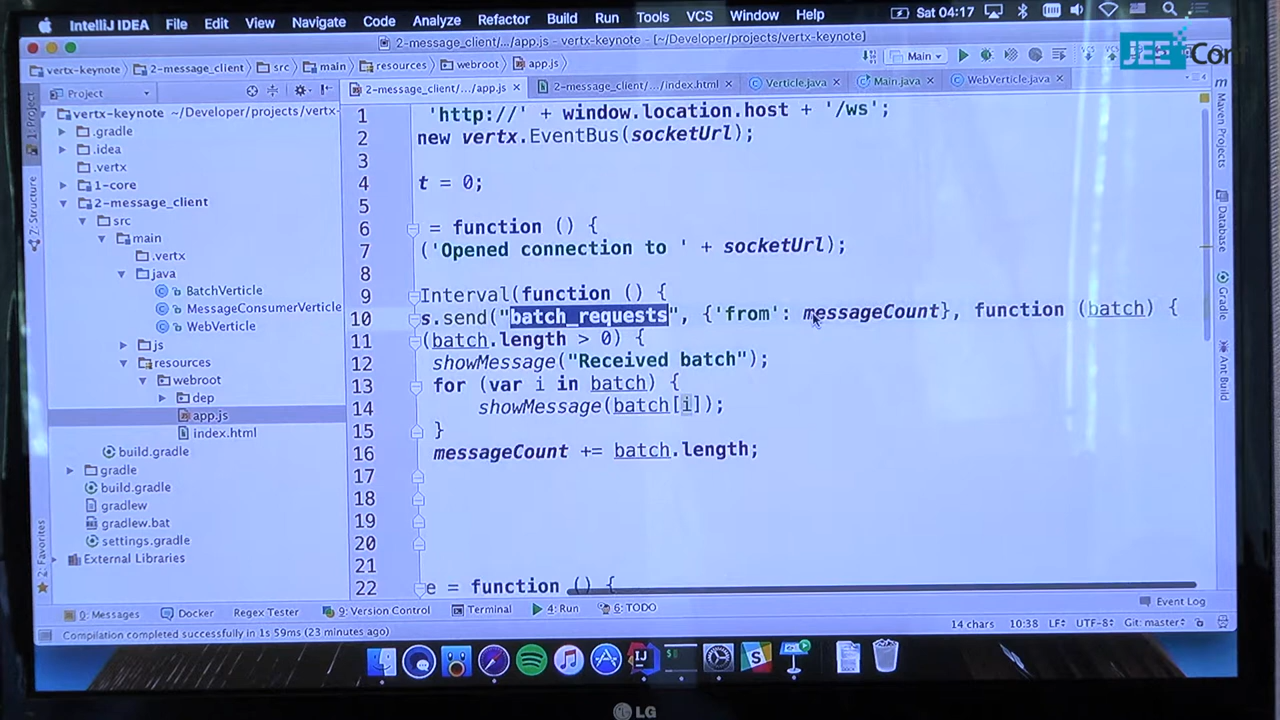 IntelliJ IDEA File Edit View Navigate Code Analyze Refactor Build Run Tools VCS Window Help Sat 04:17
2-message_client/.../app.js - vertx-keynote - [~/Developer/projects/vertx-keynote]
vertx-keynote 2-message_client src main resources webroot app.js Main
JEEConf
Project 2-message_client/.../app.js 2-message_client/.../index.html Verticle.java Main.java WebVerticle.java
vertx-keynote ~/Developer/projects/vertx-
.gradle
.idea
.vertx
1-core
2-message_client
src
main
.vertx
java
BatchVerticle
MessageConsumerVerticle
WebVerticle
js
resources
webroot
dep
app.js
index.html
build.gradle
gradle
build.gradle
gradlew
gradlew.bat
settings.gradle
External Libraries
1: Project
7: Structure
2: Favorites
1 'http://' + window.location.host + '/ws';
2 new vertx.EventBus(socketUrl);
3
4 t = 0;
5
6 = function () {
7 ('Opened connection to ' + socketUrl);
8
9 Interval(function () {
10 s.send("batch_requests", {'from': messageCount}, function (batch) {
11 (batch.length > 0) {
12 showMessage("Received batch");
13 for (var i in batch) {
14 showMessage(batch[i]);
15 }
16 messageCount += batch.length;
17
18
19
20
21
22 e = function () {
Maven Projects
Database
Gradle
Ant Build
0: Messages Docker Regex Tester 9: Version Control Terminal 4: Run 6: TODO Event Log
Compilation completed successfully in 1s 59ms (23 minutes ago) 14 chars 10:38 LF÷ UTF-8÷ Git: master÷
LG